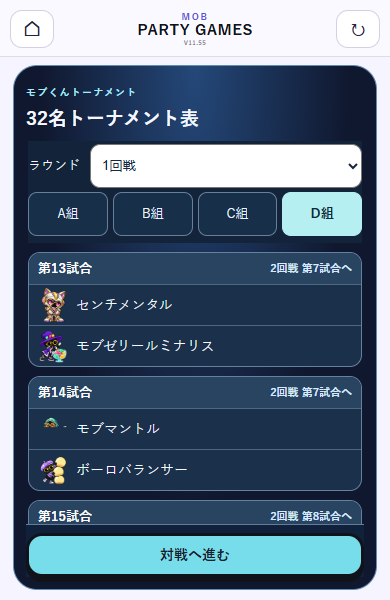 MOB
PARTY GAMES
V11.55
モブくんトーナメント
32名トーナメント表
ラウンド
1回戦
A組
B組
C組
D組
第13試合
2回戦 第7試合へ
センチメンタル
モブゼリールミナリス
第14試合
2回戦 第7試合へ
モブマントル
ボーロバランサー
第15試合
2回戦 第8試合へ
対戦へ進む